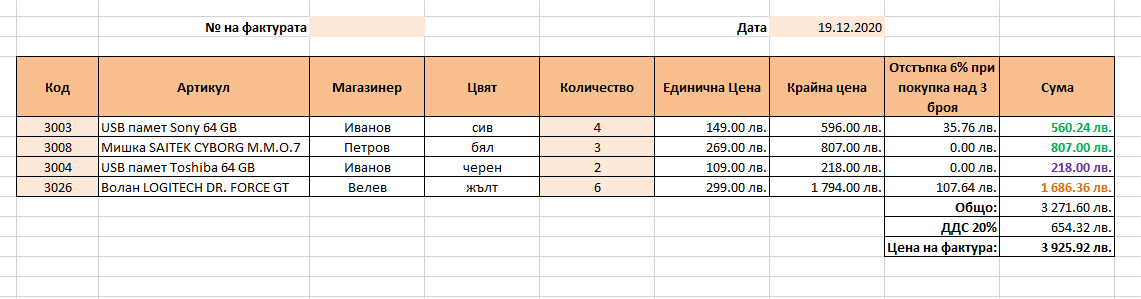 № на фактурата Дата 19.12.2020
Код Артикул Магазинер Цвят Количество Единична Цена Крайна цена Отстъпка 6% при покупка над 3 броя Сума
3003 USB памет Sony 64 GB Иванов сив 4 149.00 лв. 596.00 лв. 35.76 лв. 560.24 лв.
3008 Мишка SAITEK CYBORG M.M.O.7 Петров бял 3 269.00 лв. 807.00 лв. 0.00 лв. 807.00 лв.
3004 USB памет Toshiba 64 GB Иванов черен 2 109.00 лв. 218.00 лв. 0.00 лв. 218.00 лв.
3026 Волан LOGITECH DR. FORCE GT Велев жълт 6 299.00 лв. 1 794.00 лв. 107.64 лв. 1 686.36 лв.
Общо: 3 271.60 лв.
ДДС 20% 654.32 лв.
Цена на фактура: 3 925.92 лв.